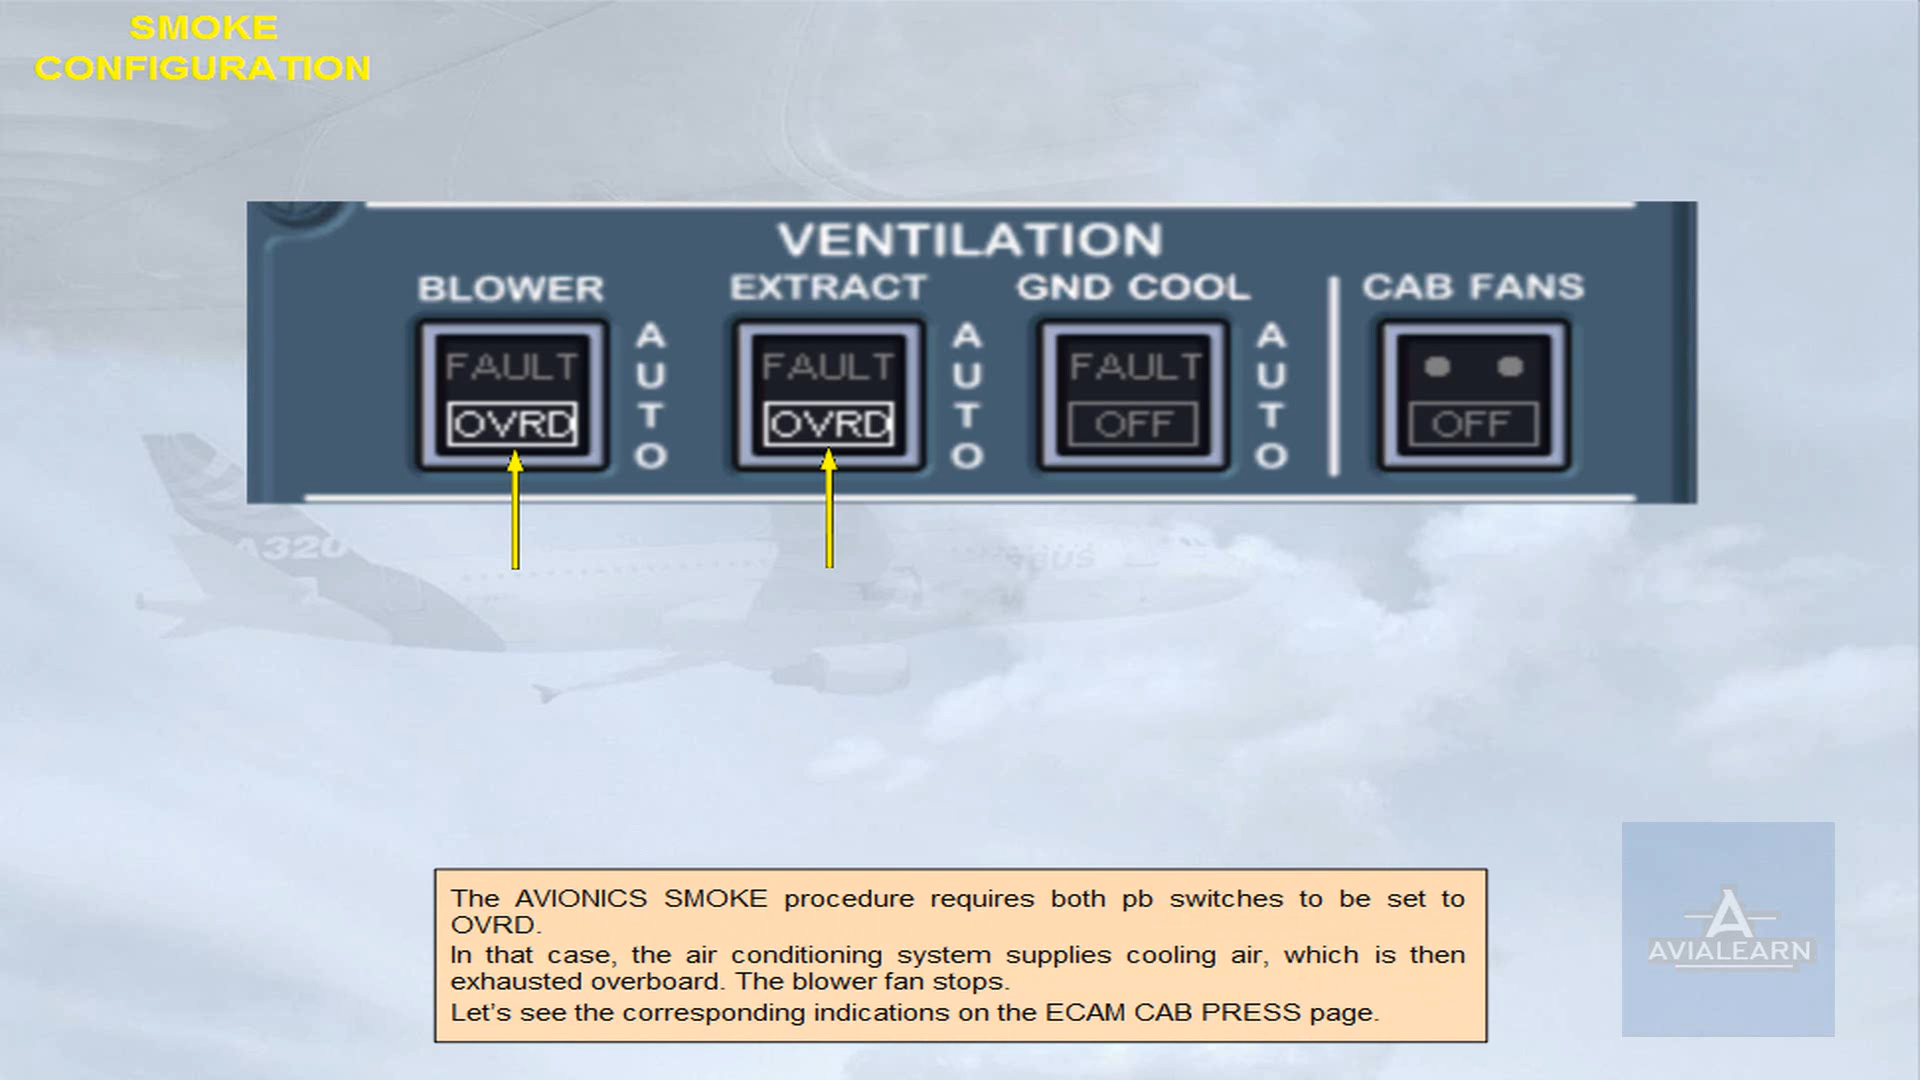 SMOKE
CONFIGURATION
VENTILATION
BLOWER EXTRACT GND COOL CAB FANS
FAULT
OVRD
AUTO
FAULT
OVRD
AUTO
FAULT
OFF
AUTO
OFF
A320
AIRBUS
The AVIONICS SMOKE procedure requires both pb switches to be set to
OVRD.
In that case, the air conditioning system supplies cooling air, which is then
exhausted overboard. The blower fan stops.
Let's see the corresponding indications on the ECAM CAB PRESS page.
A
AVIALEARN